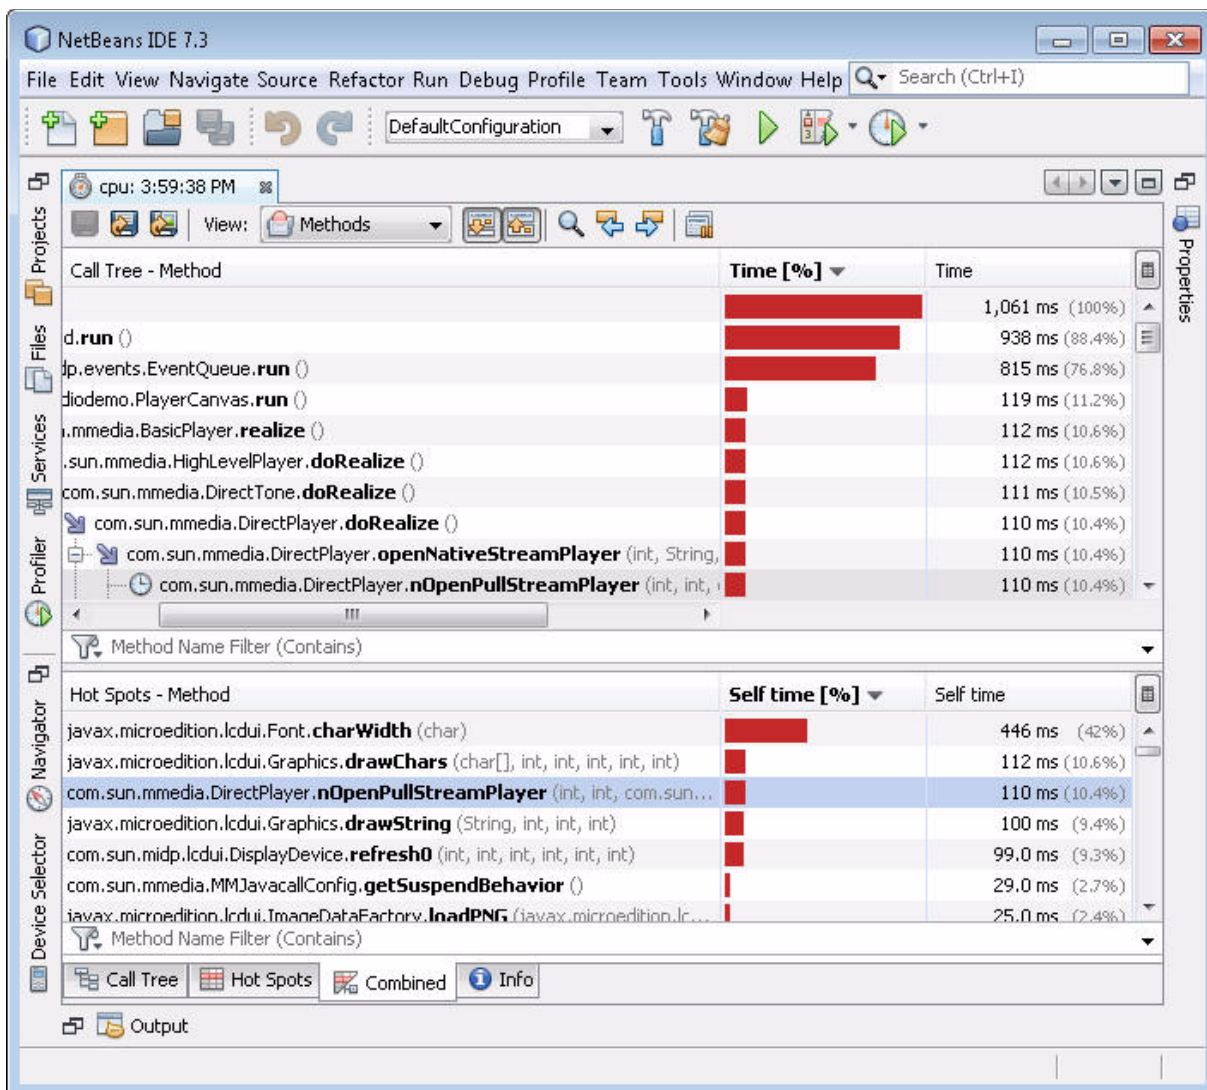 NetBeans IDE 7.3
File Edit View Navigate Source Refactor Run Debug Profile Team Tools Window Help Search (Ctrl+I)
DefaultConfiguration
cpu: 3:59:38 PM
View: Methods
Call Tree - Method Time [%] Time
1,061 ms (100%)
d.run () 938 ms (88.4%)
dp.events.EventQueue.run () 815 ms (76.8%)
diodemo.PlayerCanvas.run () 119 ms (11.2%)
.mmedia.BasicPlayer.realize () 112 ms (10.6%)
.sun.mmedia.HighLevelPlayer.doRealize () 112 ms (10.6%)
com.sun.mmedia.DirectTone.doRealize () 111 ms (10.5%)
com.sun.mmedia.DirectPlayer.doRealize () 110 ms (10.4%)
com.sun.mmedia.DirectPlayer.openNativeStreamPlayer (int, String, 110 ms (10.4%)
com.sun.mmedia.DirectPlayer.nOpenPullStreamPlayer (int, int, 110 ms (10.4%)
Method Name Filter (Contains)
Hot Spots - Method Self time [%] Self time
javax.microedition.lcdui.Font.charWidth (char) 446 ms (42%)
javax.microedition.lcdui.Graphics.drawChars (char[], int, int, int, int, int) 112 ms (10.6%)
com.sun.mmedia.DirectPlayer.nOpenPullStreamPlayer (int, int, com.sun... 110 ms (10.4%)
javax.microedition.lcdui.Graphics.drawString (String, int, int, int) 100 ms (9.4%)
com.sun.midp.lcdui.DisplayDevice.refresh0 (int, int, int, int, int, int) 99.0 ms (9.3%)
com.sun.mmedia.MMJavacallConfig.getSuspendBehavior () 29.0 ms (2.7%)
javax.microedition.lcdui.ImageDataFactory.loadPNG (javax.microedition.lc... 25.0 ms (2.4%)
Method Name Filter (Contains)
Call Tree Hot Spots Combined Info
Output
Projects
Files
Services
Profiler
Navigator
Device Selector
Properties